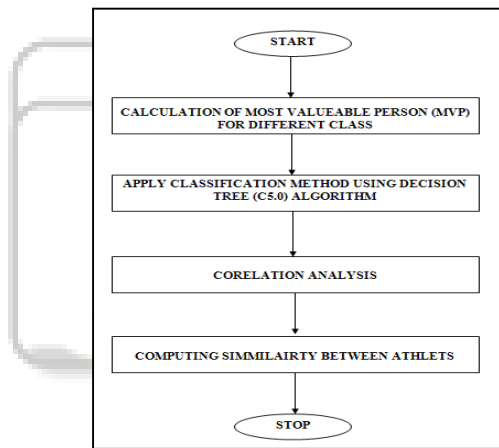 START
CALCULATION OF MOST VALUEABLE PERSON (MVP)
FOR DIFFERENT CLASS
APPLY CLASSIFICATION METHOD USING DECISION
TREE (C5.0) ALGORITHM
CORELATION ANALYSIS
COMPUTING SIMMILAIRTY BETWEEN ATHLETS
STOP